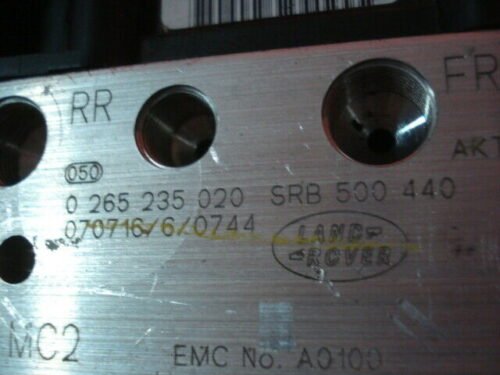 RR FR
AKT
050
0 265 235 020 SRB 500 440
070716/6/0744
LAND
ROVER
MC2 EMC No. A0100